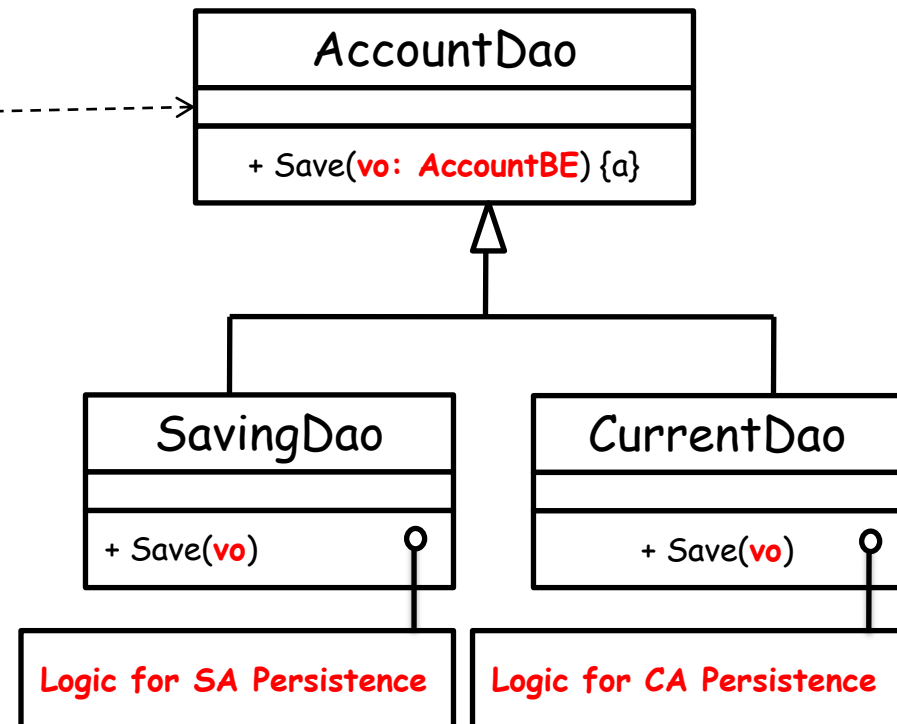 AccountDao
+ Save(vo: AccountBE) {a}
SavingDao
CurrentDao
+ Save(vo)
+ Save(vo)
Logic for SA Persistence
Logic for CA Persistence